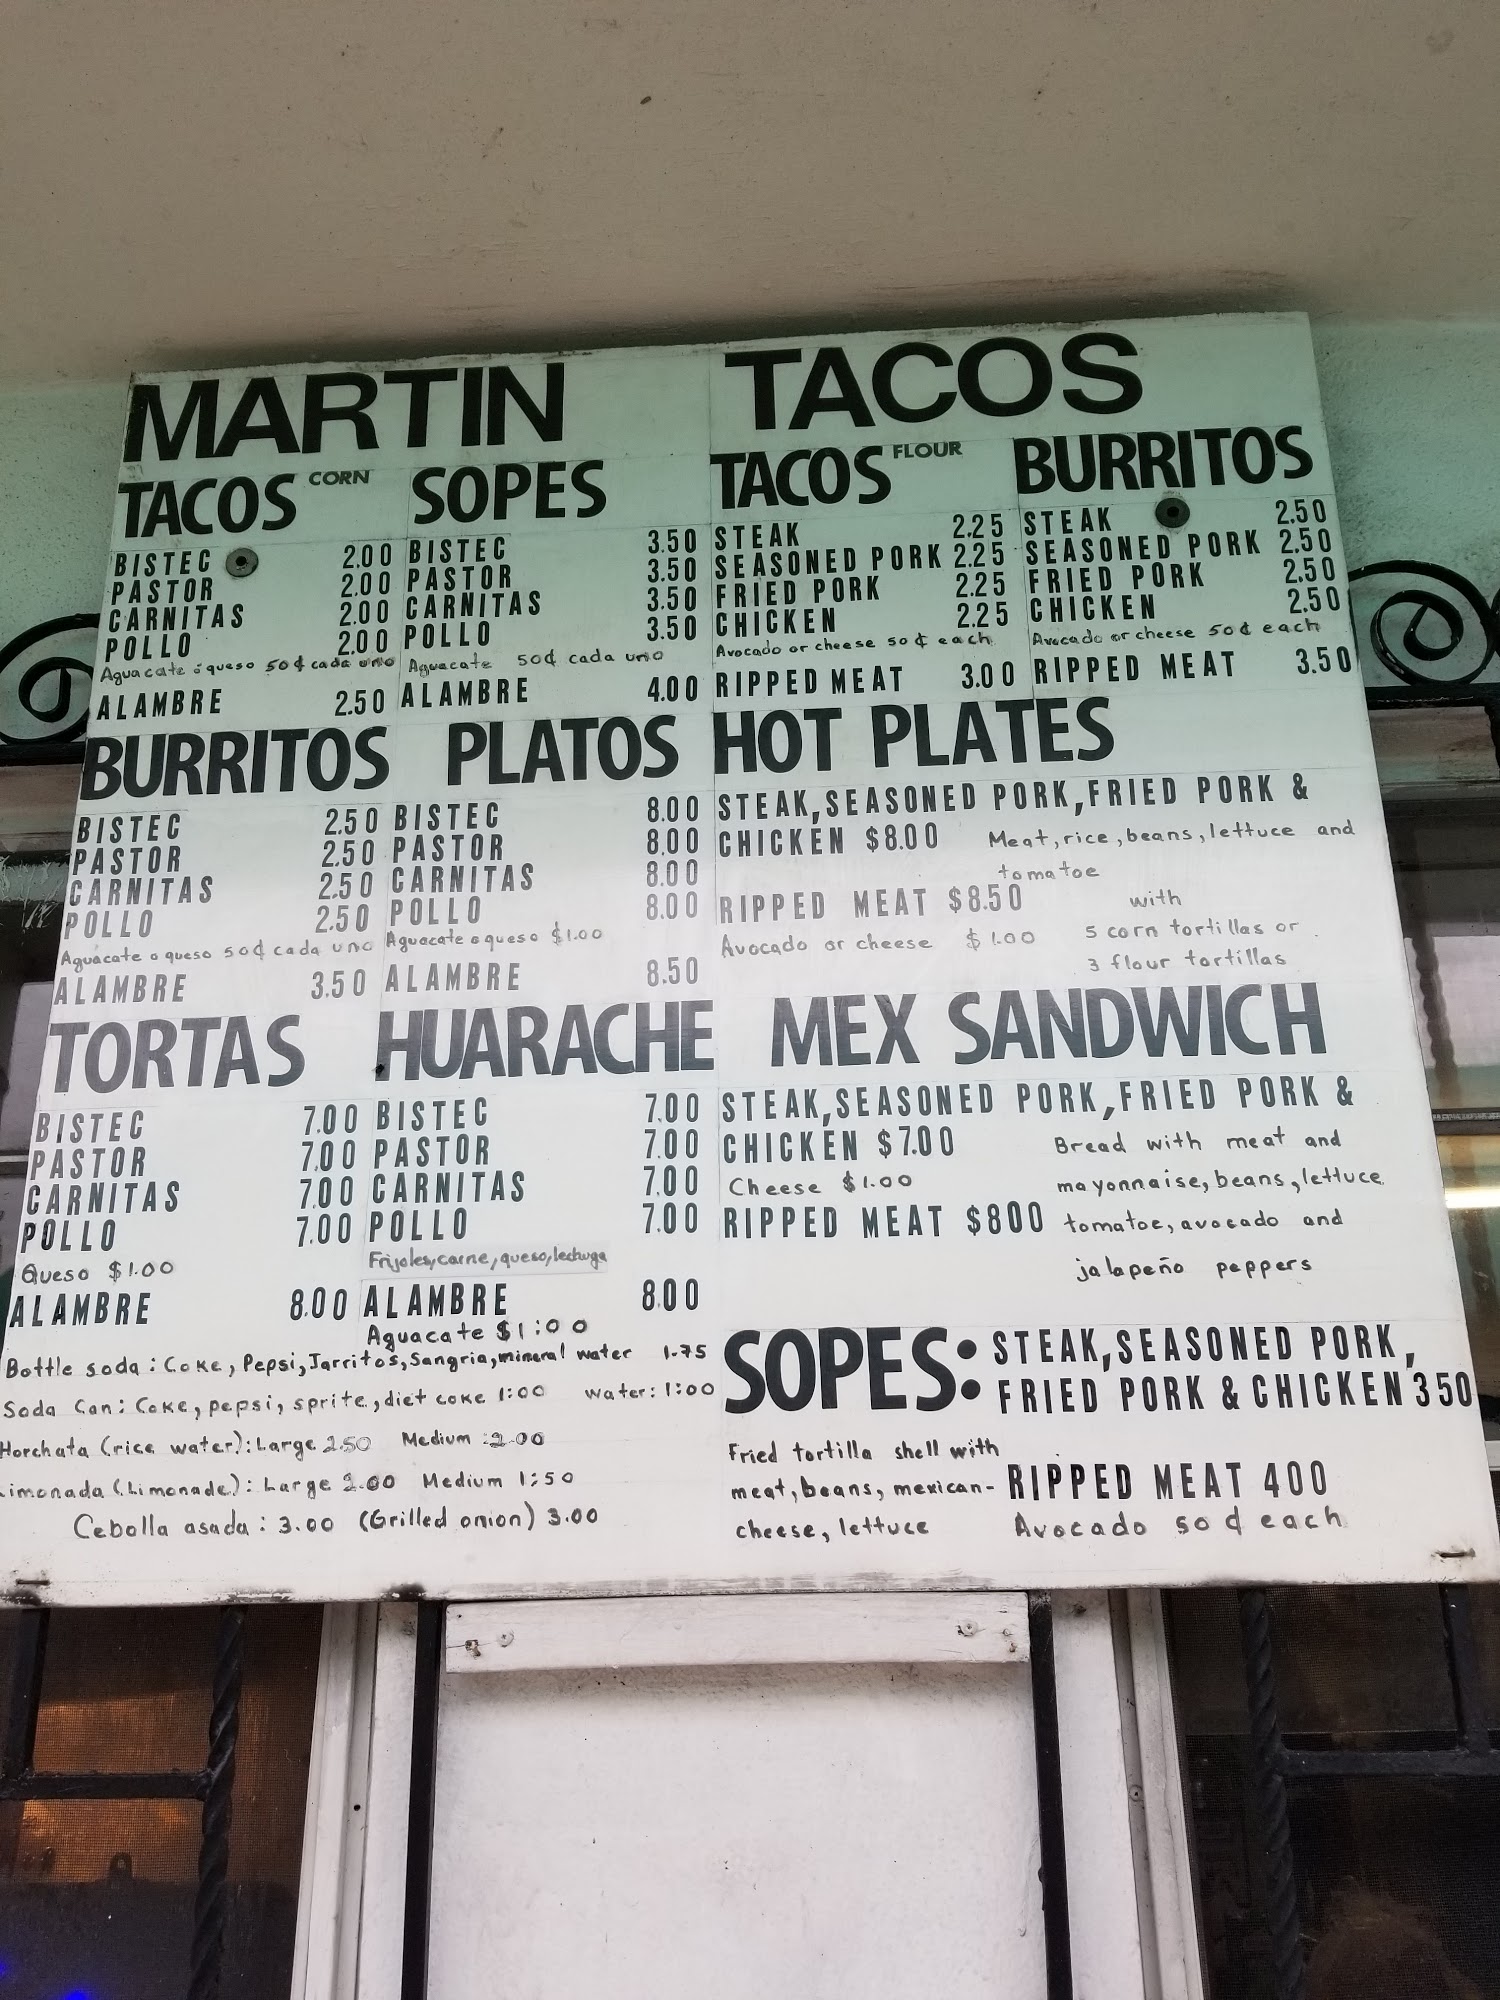 MARTIN TACOS
TACOS CORN
BISTEC 2.00
PASTOR 2.00
CARNITAS 2.00
POLLO 2.00
Aguacate o queso 50¢ cada uno
ALAMBRE 2.50
SOPES
BISTEC 3.50
PASTOR 3.50
CARNITAS 3.50
POLLO 3.50
Aguacate 50¢ cada uno
ALAMBRE 4.00
TACOS FLOUR
STEAK 2.25
SEASONED PORK 2.25
FRIED PORK 2.25
CHICKEN 2.25
Avocado or cheese 50¢ each
RIPPED MEAT 3.00
BURRITOS
STEAK 2.50
SEASONED PORK 2.50
FRIED PORK 2.50
CHICKEN 2.50
Avocado or cheese 50¢ each
RIPPED MEAT 3.50
BURRITOS
BISTEC 2.50
PASTOR 2.50
CARNITAS 2.50
POLLO 2.50
Aguacate o queso 50¢ cada uno
ALAMBRE 3.50
PLATOS
BISTEC 8.00
PASTOR 8.00
CARNITAS 8.00
POLLO 8.00
Aguacate o queso $1.00
ALAMBRE 8.50
HOT PLATES
STEAK,SEASONED PORK,FRIED PORK &
CHICKEN $8.00
RIPPED MEAT $8.50
Avocado or cheese $1.00
Meat, rice, beans, lettuce and
tomatoe
with
5 corn tortillas or
3 flour tortillas
TORTAS
BISTEC 7.00
PASTOR 7.00
CARNITAS 7.00
POLLO 7.00
Queso $1.00
ALAMBRE 8.00
HUARACHE
BISTEC 7.00
PASTOR 7.00
CARNITAS 7.00
POLLO 7.00
Frijoles, carne, queso, lechuga
ALAMBRE 8.00
Aguacate $1:00
MEX SANDWICH
STEAK,SEASONED PORK,FRIED PORK &
CHICKEN $7.00
Cheese $1.00
RIPPED MEAT $800
Bread with meat and
mayonnaise, beans, lettuce
tomatoe, avocado and
jalapeño peppers
Bottle soda: Coke, Pepsi, Jarritos, Sangria, mineral water 1.75
Soda Can: Coke, pepsi, sprite, diet coke 1:00 water: 1:00
Horchata (rice water): Large 2.50 Medium :2.00
Limonada (Limonade): Large 2.00 Medium 1:50
Cebolla asada: 3.00 (Grilled onion) 3.00
SOPES: STEAK,SEASONED PORK,
FRIED PORK & CHICKEN 350
Fried tortilla shell with
meat, beans, mexican-
cheese, lettuce
RIPPED MEAT 400
Avocado 50¢ each